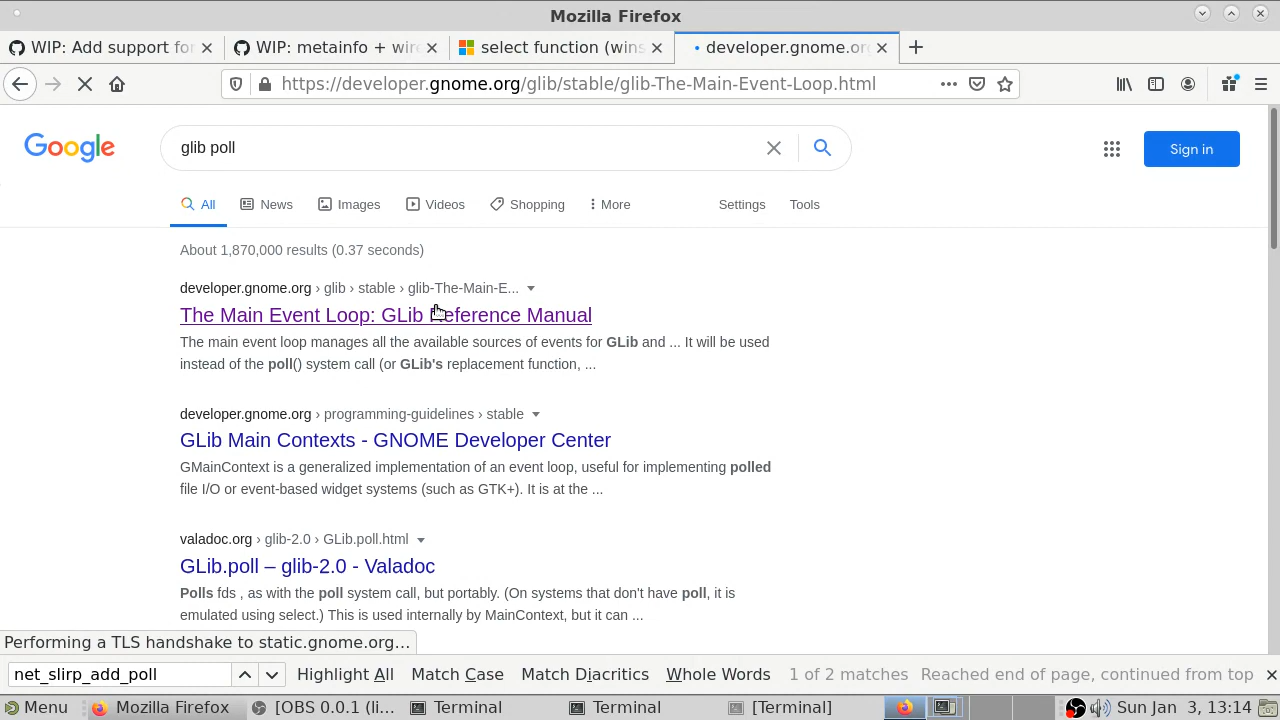 Mozilla Firefox
WIP: Add support for
WIP: metainfo + wire
select function (wins
developer.gnome.or
https://developer.gnome.org/glib/stable/glib-The-Main-Event-Loop.html
Google
glib poll
Sign in
All News Images Videos Shopping More Settings Tools
About 1,870,000 results (0.37 seconds)
developer.gnome.org › glib › stable › glib-The-Main-E...
The Main Event Loop: GLib Reference Manual
The main event loop manages all the available sources of events for GLib and ... It will be used
instead of the poll() system call (or GLib's replacement function, ...
developer.gnome.org › programming-guidelines › stable
GLib Main Contexts - GNOME Developer Center
GMainContext is a generalized implementation of an event loop, useful for implementing polled
file I/O or event-based widget systems (such as GTK+). It is at the ...
valadoc.org › glib-2.0 › GLib.poll.html
GLib.poll – glib-2.0 - Valadoc
Polls fds , as with the poll system call, but portably. (On systems that don't have poll, it is
emulated using select.) This is used internally by MainContext, but it can ...
Performing a TLS handshake to static.gnome.org...
net_slirp_add_poll Highlight All Match Case Match Diacritics Whole Words 1 of 2 matches Reached end of page, continued from top
Menu Mozilla Firefox [OBS 0.0.1 (li... Terminal Terminal [Terminal] Sun Jan 3, 13:14